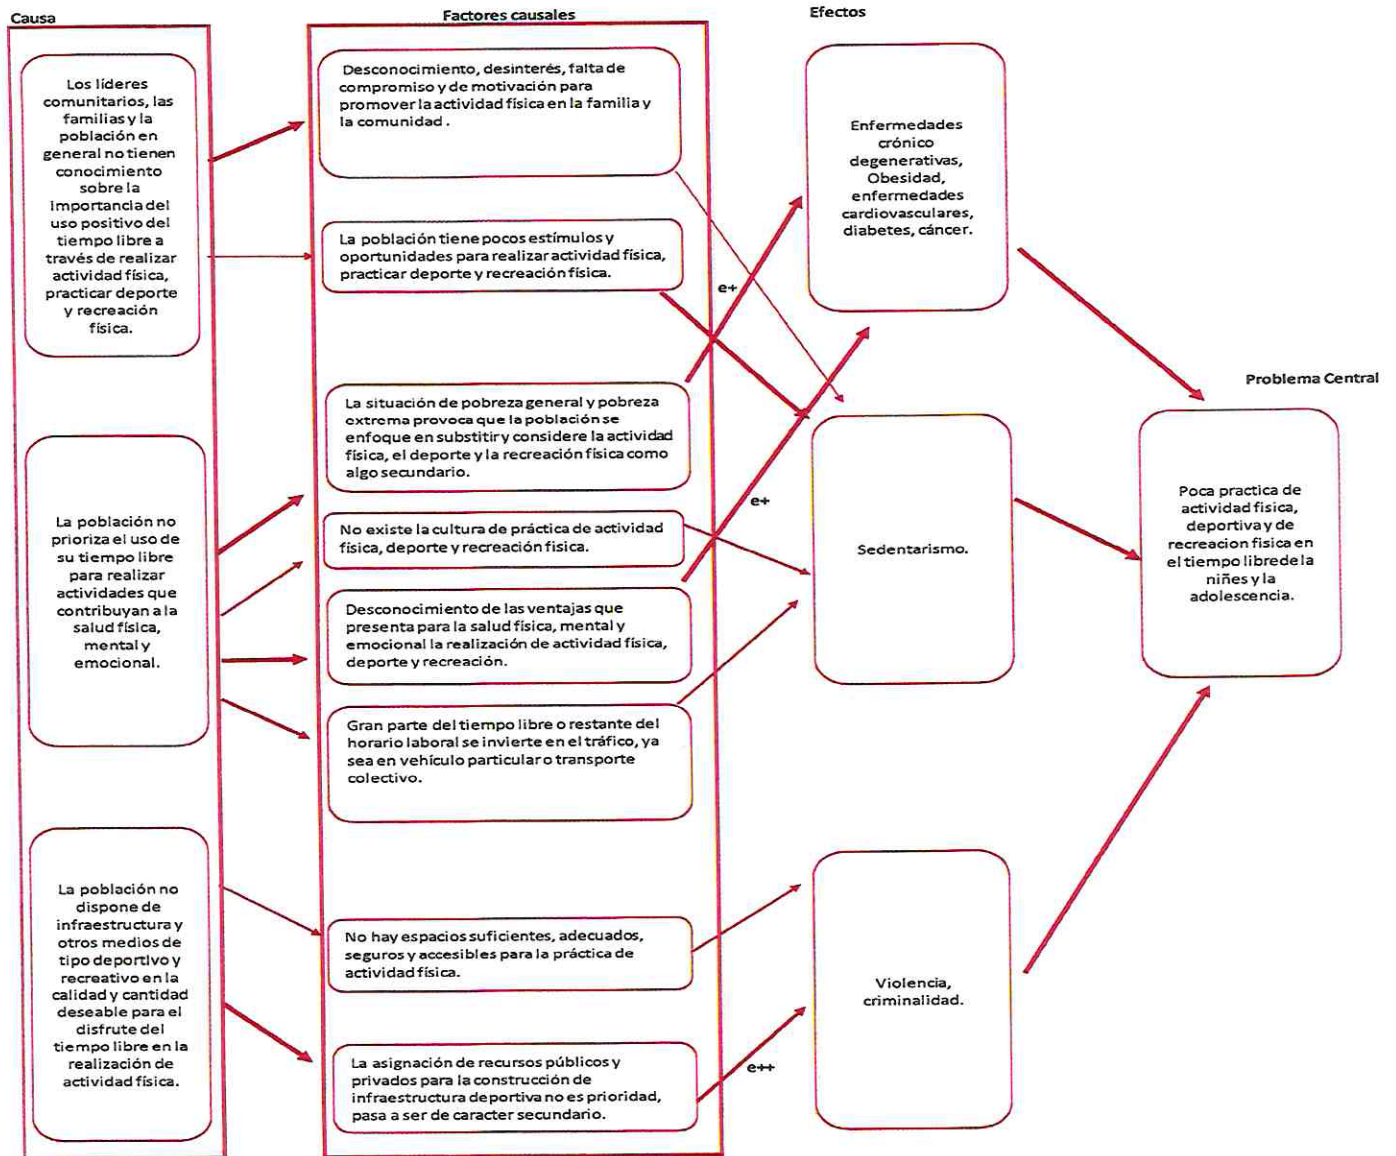 Causa
Factores causales
Efectos
Los líderes
comunitarios, las
familias y la
población en
general no tienen
conocimiento
sobre la
importancia del
uso positivo del
tiempo libre a
través de realizar
actividad física,
practicar deporte
y recreación
física.
La población no
prioriza el uso de
su tiempo libre
para realizar
actividades que
contribuyan a la
salud física,
mental y
emocional.
La población no
dispone de
infraestructura y
otros medios de
tipo deportivo y
recreativo en la
calidad y cantidad
deseable para el
disfrute del
tiempo libre en la
realización de
actividad física.
Desconocimiento, desinterés, falta de
compromiso y de motivación para
promover la actividad física en la familia y
la comunidad .
La población tiene pocos estímulos y
oportunidades para realizar actividad física,
practicar deporte y recreación física.
La situación de pobreza general y pobreza
extrema provoca que la población se
enfoque en substitir y considere la actividad
física, el deporte y la recreación física como
algo secundario.
No existe la cultura de práctica de actividad
física, deporte y recreación fisica.
Desconocimiento de las ventajas que
presenta para la salud física, mental y
emocional la realización de actividad física,
deporte y recreación.
Gran parte del tiempo libre o restante del
horario laboral se invierte en el tráfico, ya
sea en vehículo particular o transporte
colectivo.
No hay espacios suficientes, adecuados,
seguros y accesibles para la práctica de
actividad física.
La asignación de recursos públicos y
privados para la construcción de
infraestructura deportiva no es prioridad,
pasa a ser de caracter secundario.
e+
e+
e++
Enfermedades
crónico
degenerativas,
Obesidad,
enfermedades
cardiovasculares,
diabetes, cáncer.
Sedentarismo.
Violencia,
criminalidad.
Problema Central
Poca practica de
actividad fisica,
deportiva y de
recreacion fisica en
el tiempo librede la
niñes y la
adolescencia.